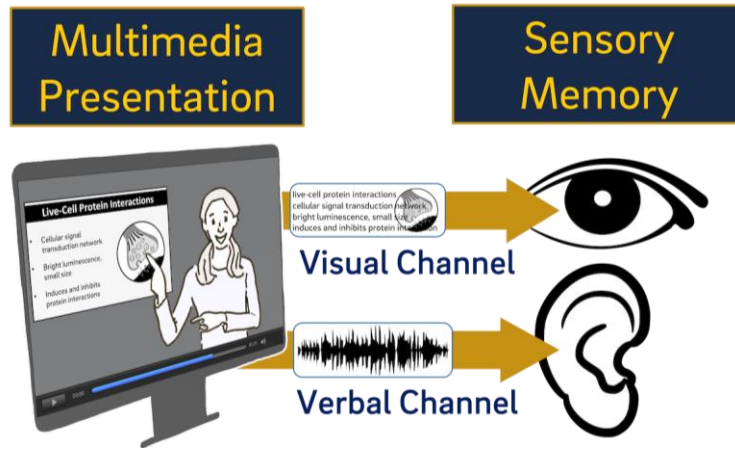 Multimedia
Presentation
Sensory
Memory
Live-Cell Protein Interactions
• Cellular signal
transduction network
• Bright luminescence,
small size
• Induces and inhibits
protein interactions
live-cell protein interactions
cellular signal transduction network
bright luminescence, small size
induces and inhibits protein interaction
Visual Channel
Verbal Channel